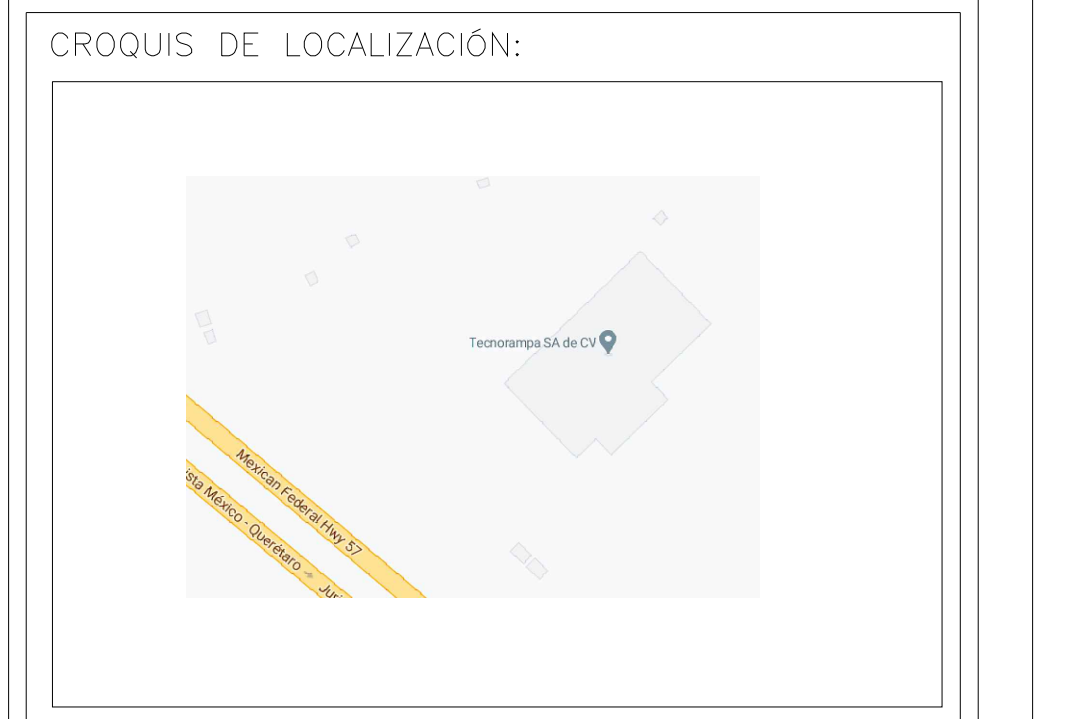 CROQUIS DE LOCALIZACIÓN:
Tecnorampa SA de CV
Mexican Federal Hwy 57
ista México - Querétaro